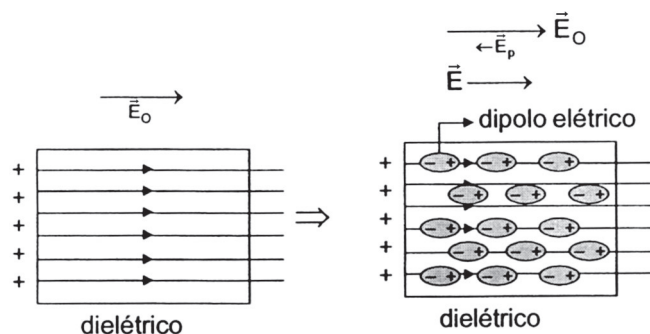 E⃗O
←E⃗p
E⃗
E⃗O
dipolo elétrico
+
+
+
+
+
+
+
+
+
+
- + - + - +
- + - + - +
- + - + - +
- + - + - +
- + - + - +
dielétrico
dielétrico